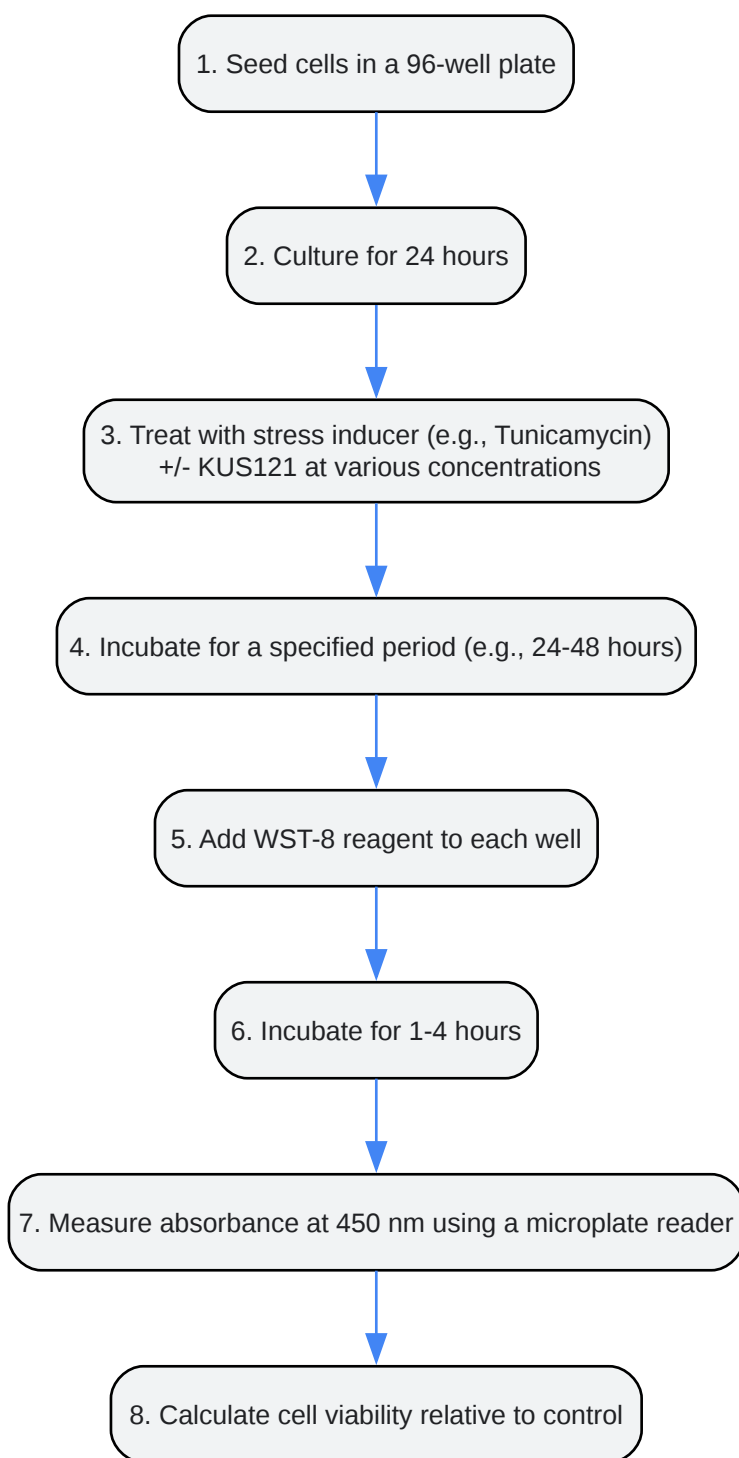 1. Seed cells in a 96-well plate
2. Culture for 24 hours
3. Treat with stress inducer (e.g., Tunicamycin)
+/- KUS121 at various concentrations
4. Incubate for a specified period (e.g., 24-48 hours)
5. Add WST-8 reagent to each well
6. Incubate for 1-4 hours
7. Measure absorbance at 450 nm using a microplate reader
8. Calculate cell viability relative to control